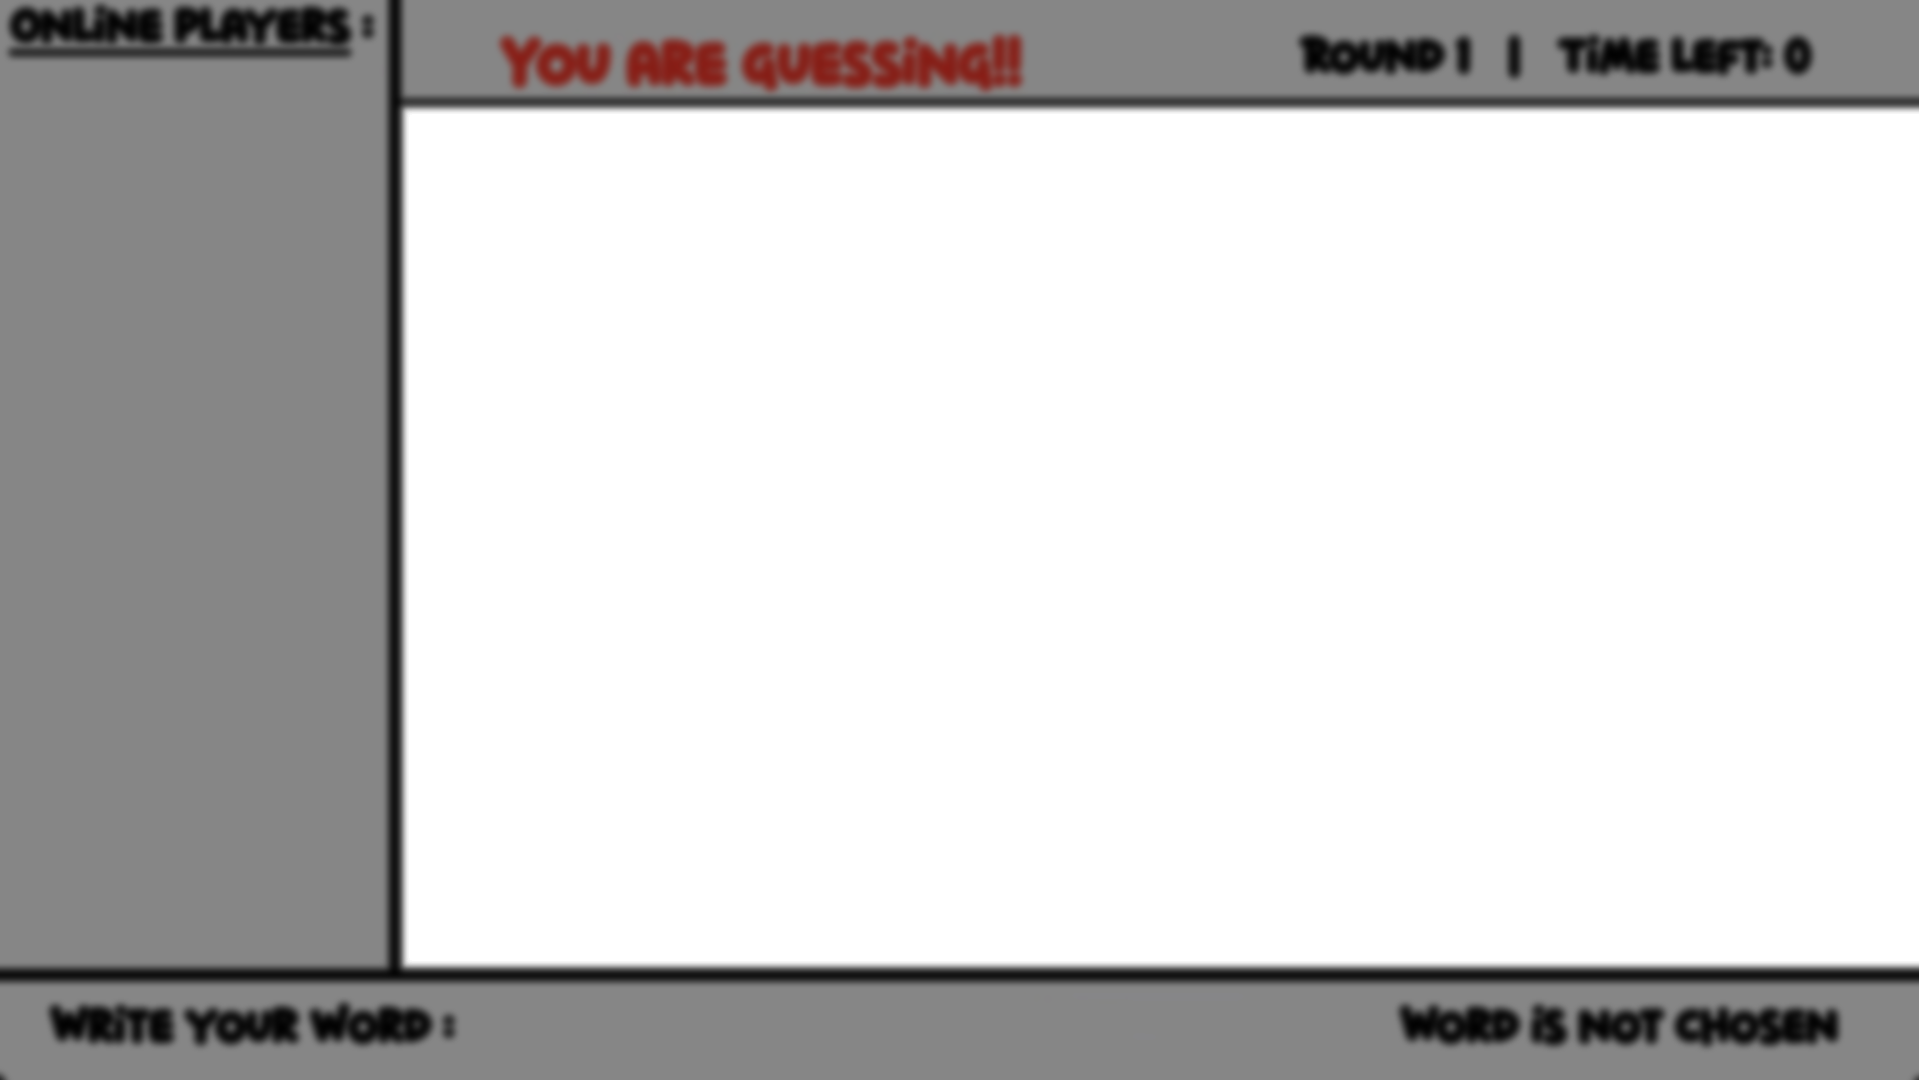 ONLiNE PLAYERS :
YOU ARE GUESSiNG!!
ROUND 1 | TiME LEFT: 0
WRiTE YOUR WORD :
WORD iS NOT CHOSEN